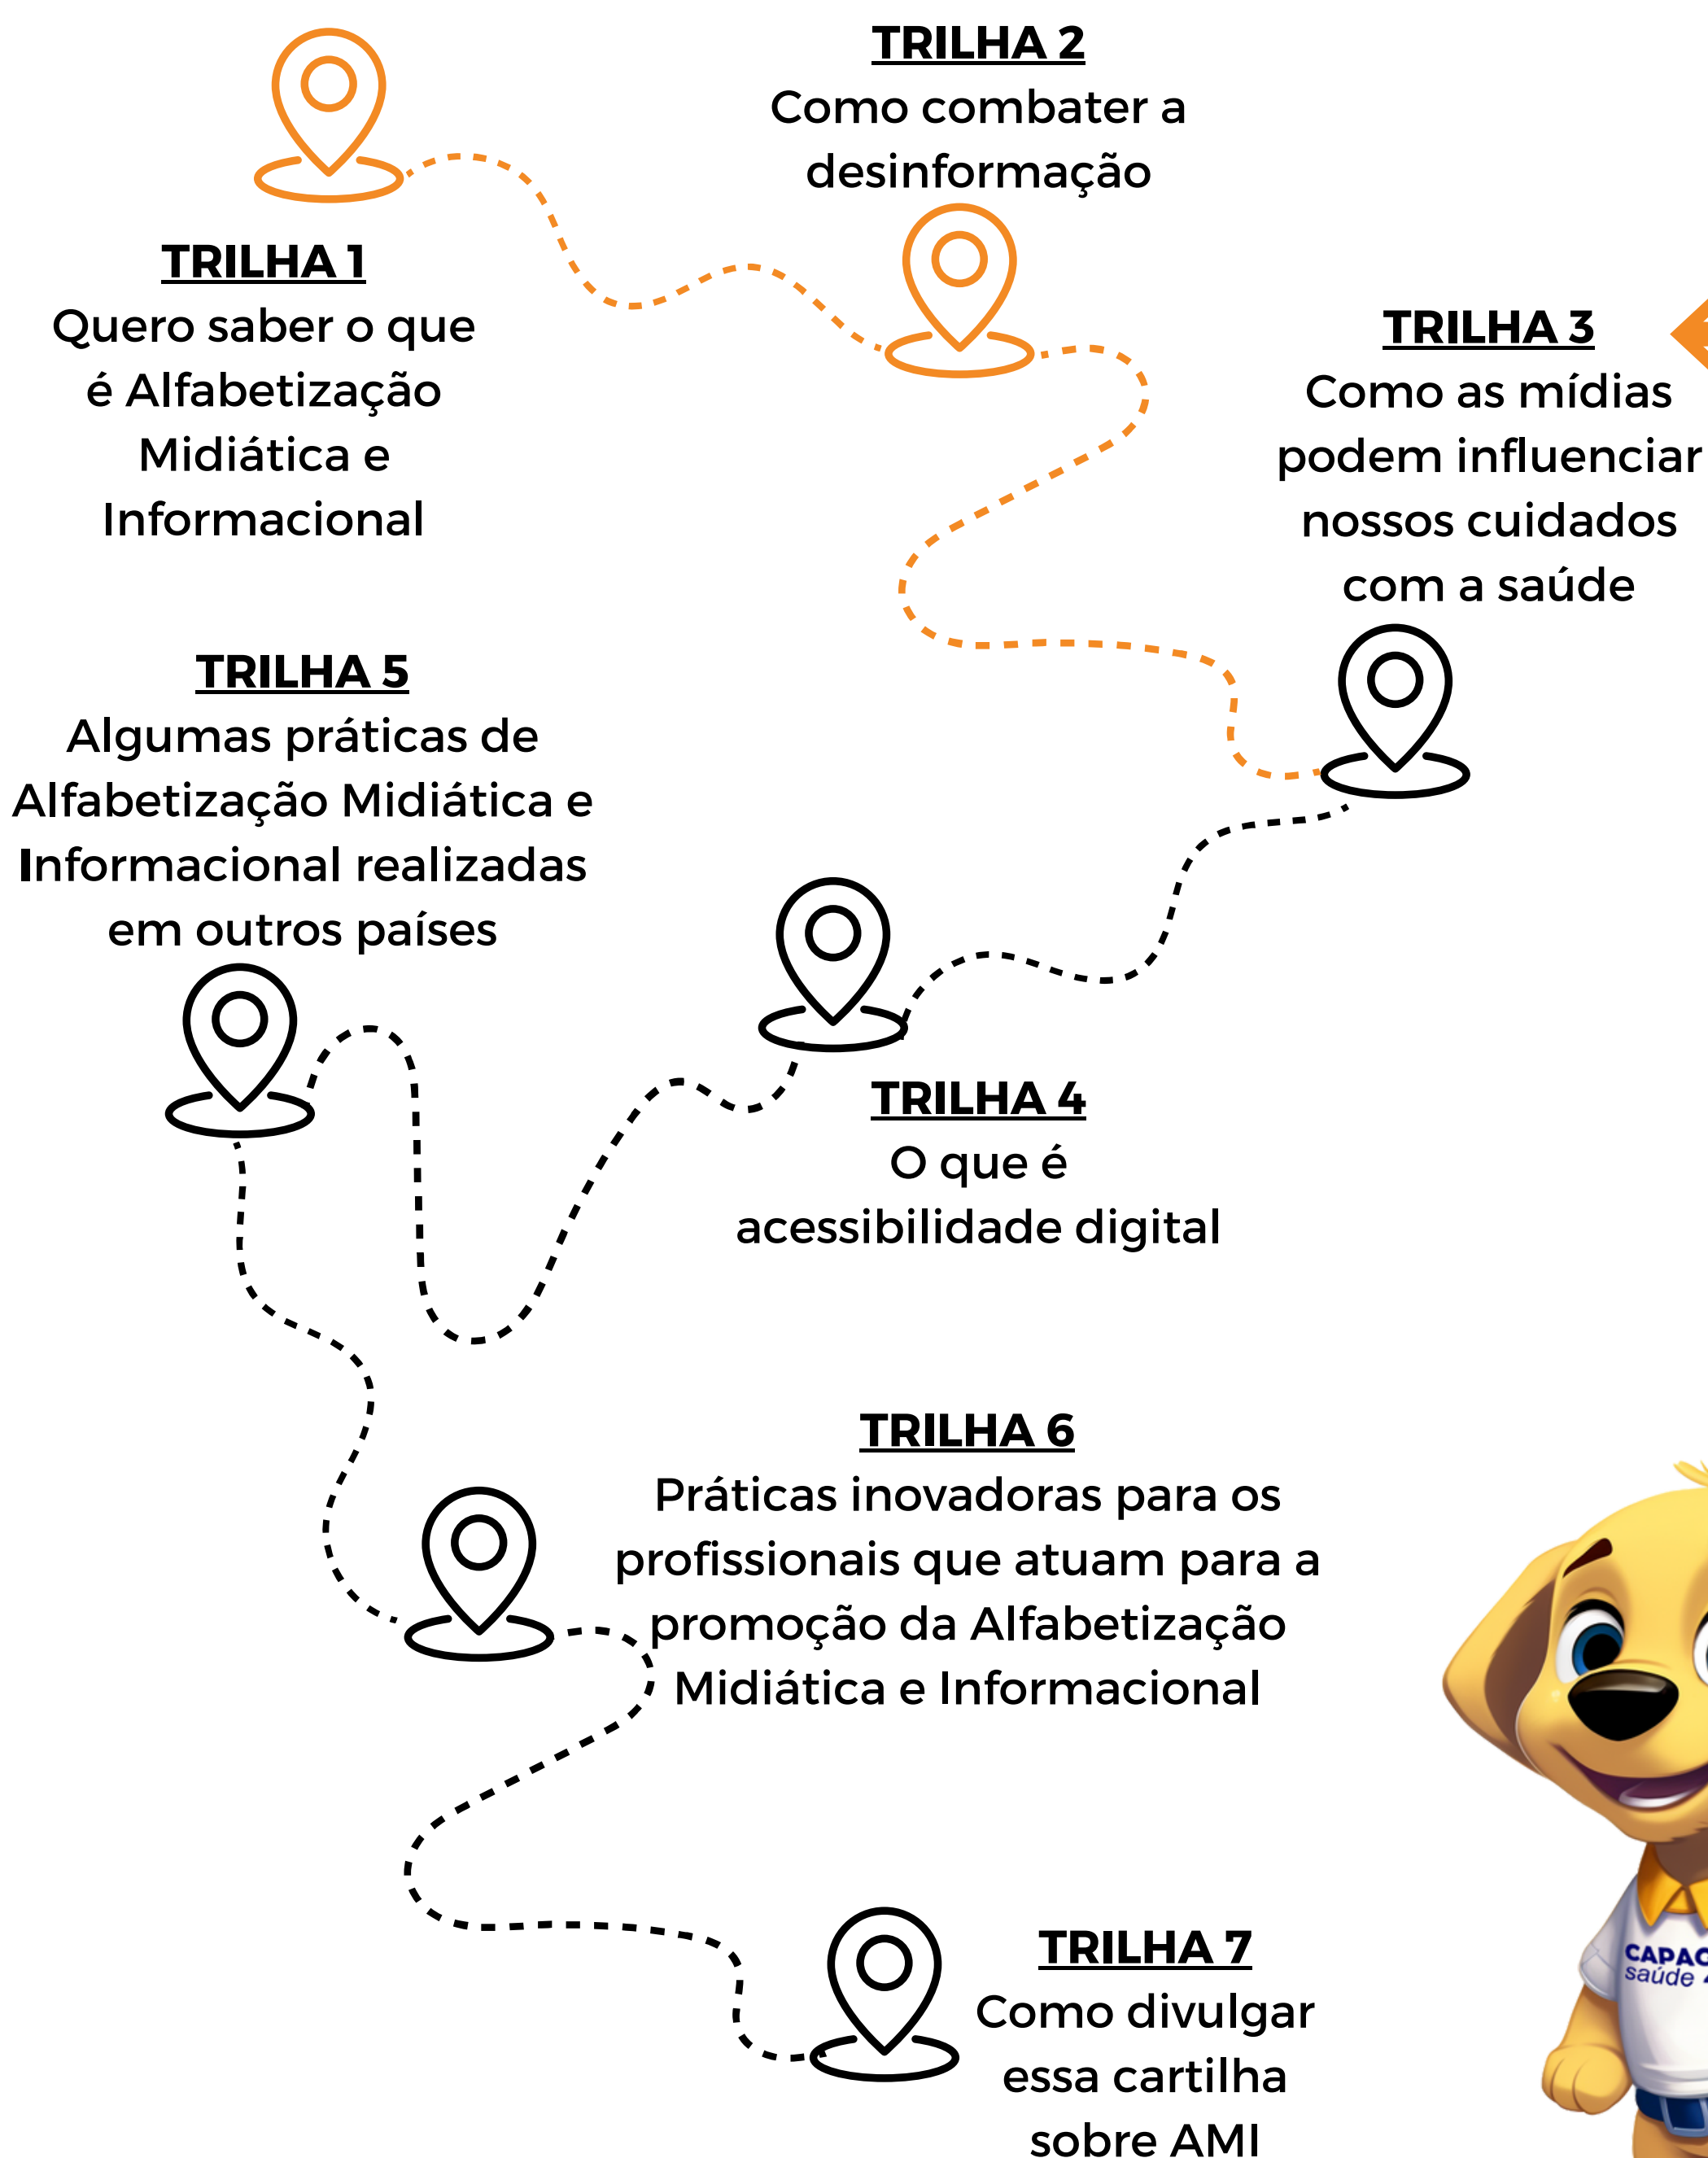 TRILHA 1
Quero saber o que
é Alfabetização
Midiática e
Informacional
TRILHA 2
Como combater a
desinformação
TRILHA 3
Como as mídias
podem influenciar
nossos cuidados
com a saúde
TRILHA 4
O que é
acessibilidade digital
TRILHA 5
Algumas práticas de
Alfabetização Midiática e
Informacional realizadas
em outros países
TRILHA 6
Práticas inovadoras para os
profissionais que atuam para a
promoção da Alfabetização
Midiática e Informacional
TRILHA 7
Como divulgar
essa cartilha
sobre AMI
saúde